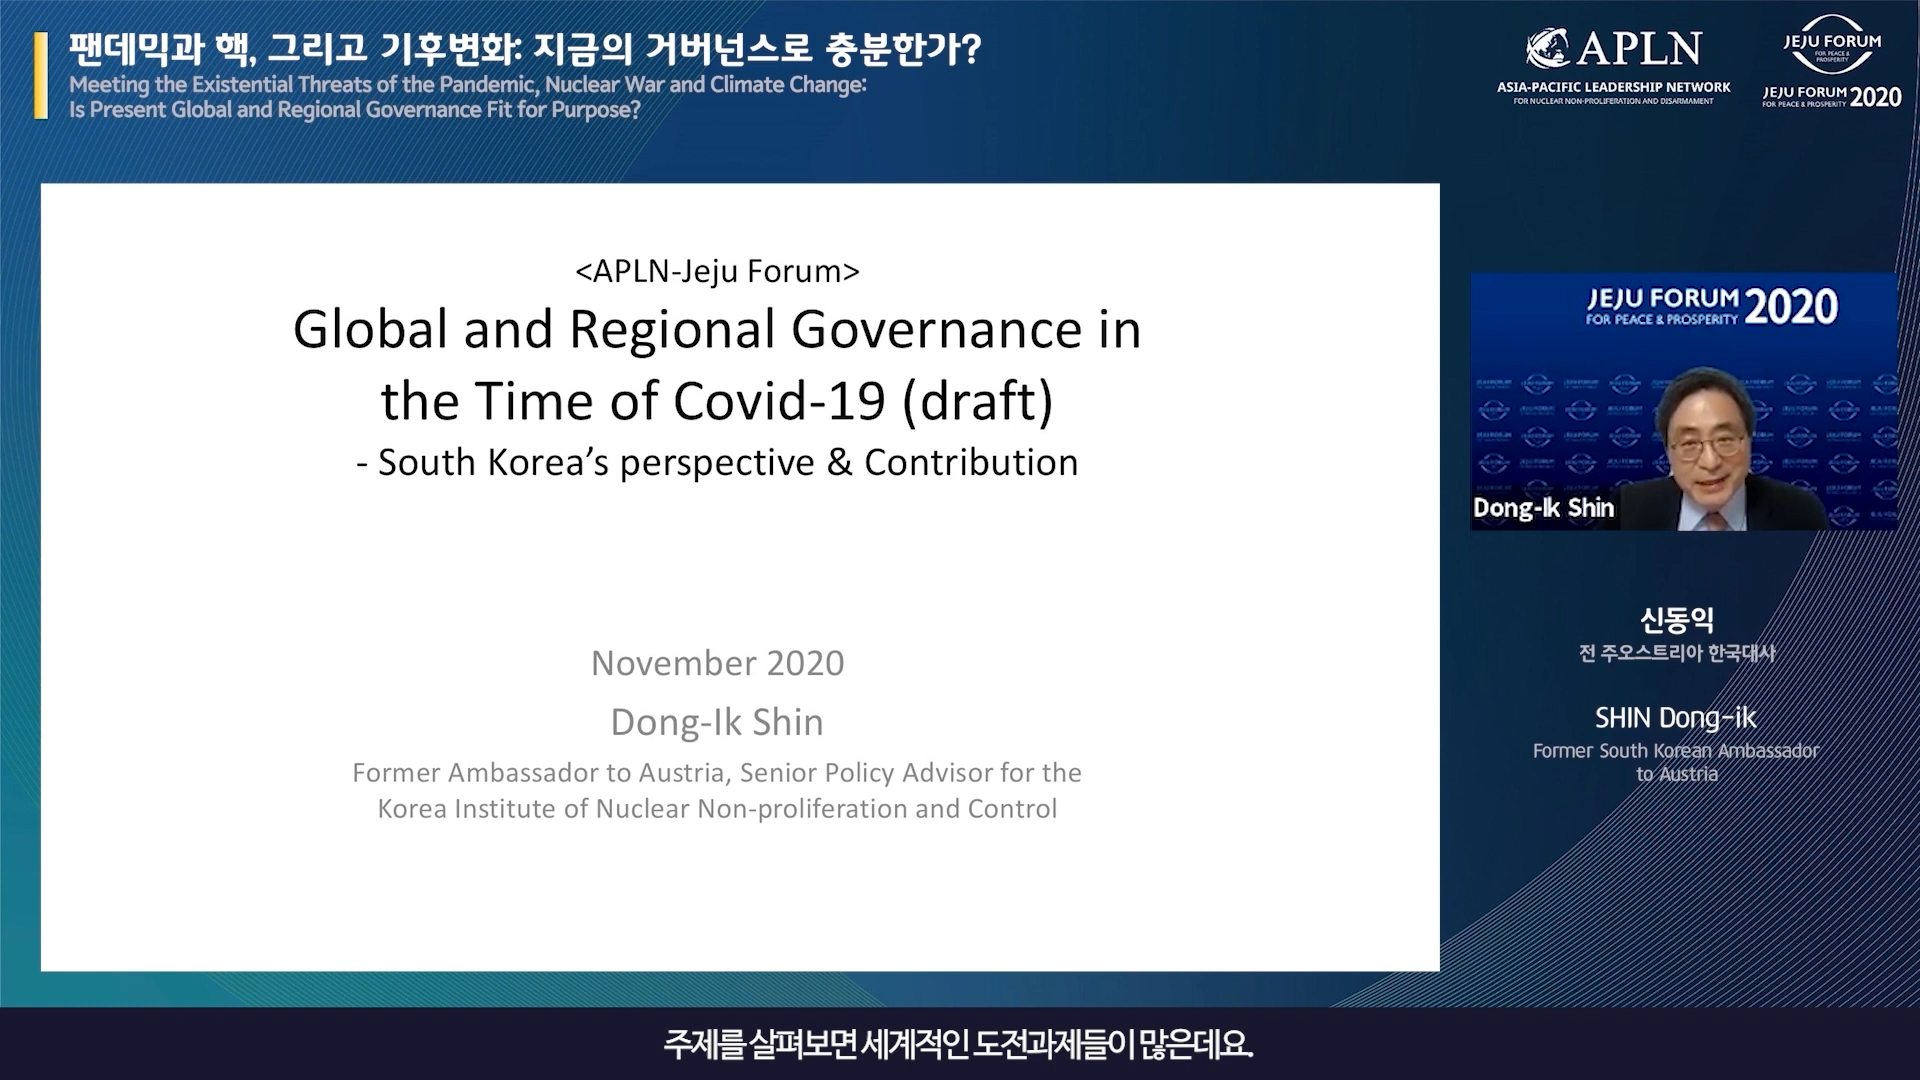 팬데믹과 핵, 그리고 기후변화: 지금의 거버넌스로 충분한가?
Meeting the Existential Threats of the Pandemic, Nuclear War and Climate Change:
Is Present Global and Regional Governance Fit for Purpose?
APLN
ASIA-PACIFIC LEADERSHIP NETWORK
FOR NUCLEAR NON-PROLIFERATION AND DISARMAMENT
JEJU FORUM
FOR PEACE &
PROSPERITY
JEJU FORUM
FOR PEACE & PROSPERITY 2020
<APLN-Jeju Forum>
Global and Regional Governance in
the Time of Covid-19 (draft)
- South Korea's perspective & Contribution
November 2020
Dong-Ik Shin
Former Ambassador to Austria, Senior Policy Advisor for the
Korea Institute of Nuclear Non-proliferation and Control
JEJU FORUM
FOR PEACE & PROSPERITY 2020
Dong-Ik Shin
신동익
전 주오스트리아 한국대사
SHIN Dong-ik
Former South Korean Ambassador
to Austria
주제를 살펴보면 세계적인 도전과제들이 많은데요.